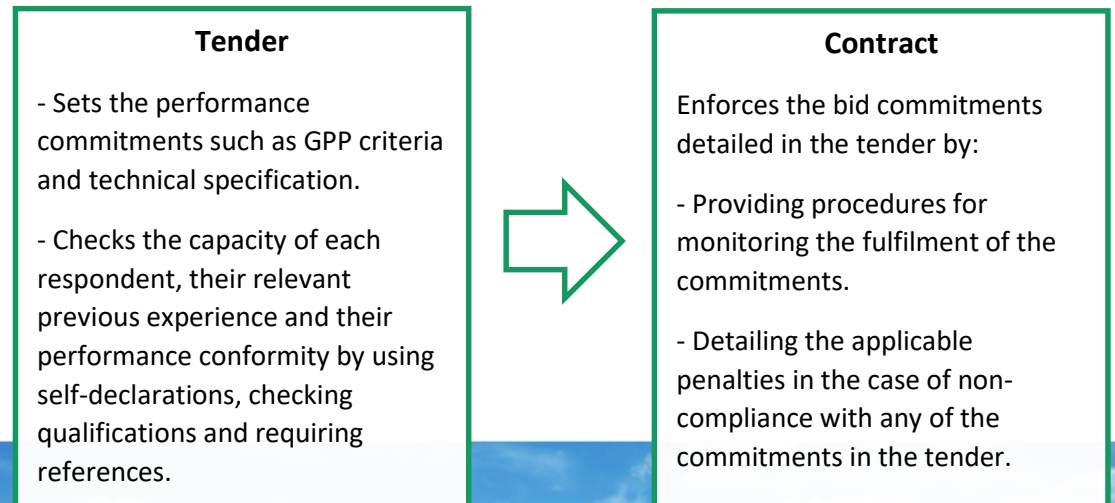 Tender
- Sets the performance
commitments such as GPP criteria
and technical specification.
- Checks the capacity of each
respondent, their relevant
previous experience and their
performance conformity by using
self-declarations, checking
qualifications and requiring
references.
Contract
Enforces the bid commitments
detailed in the tender by:
- Providing procedures for
monitoring the fulfilment of the
commitments.
- Detailing the applicable
penalties in the case of non-
compliance with any of the
commitments in the tender.